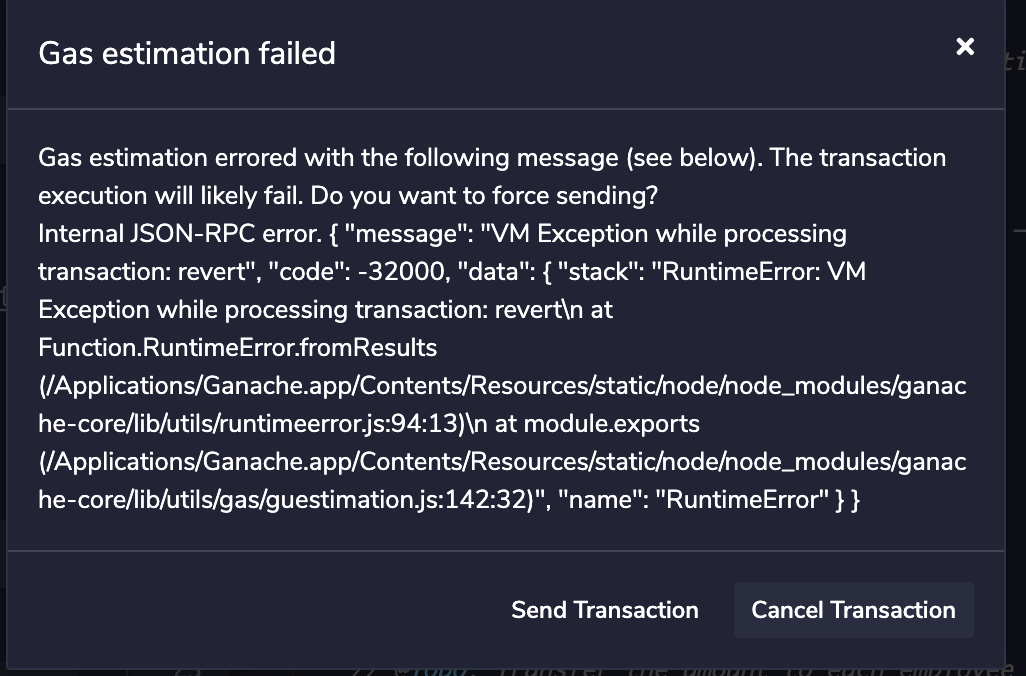 Gas estimation failed
Gas estimation errored with the following message (see below). The transaction
execution will likely fail. Do you want to force sending?
Internal JSON-RPC error. { "message": "VM Exception while processing
transaction: revert", "code": -32000, "data": { "stack": "RuntimeError: VM
Exception while processing transaction: revert\n at
Function.RuntimeError.fromResults
(/Applications/Ganache.app/Contents/Resources/static/node/node_modules/ganac
he-core/lib/utils/runtimeerror.js:94:13)\n at module.exports
(/Applications/Ganache.app/Contents/Resources/static/node/node_modules/ganac
he-core/lib/utils/gas/guestimation.js:142:32)", "name": "RuntimeError" } }
Send Transaction
Cancel Transaction